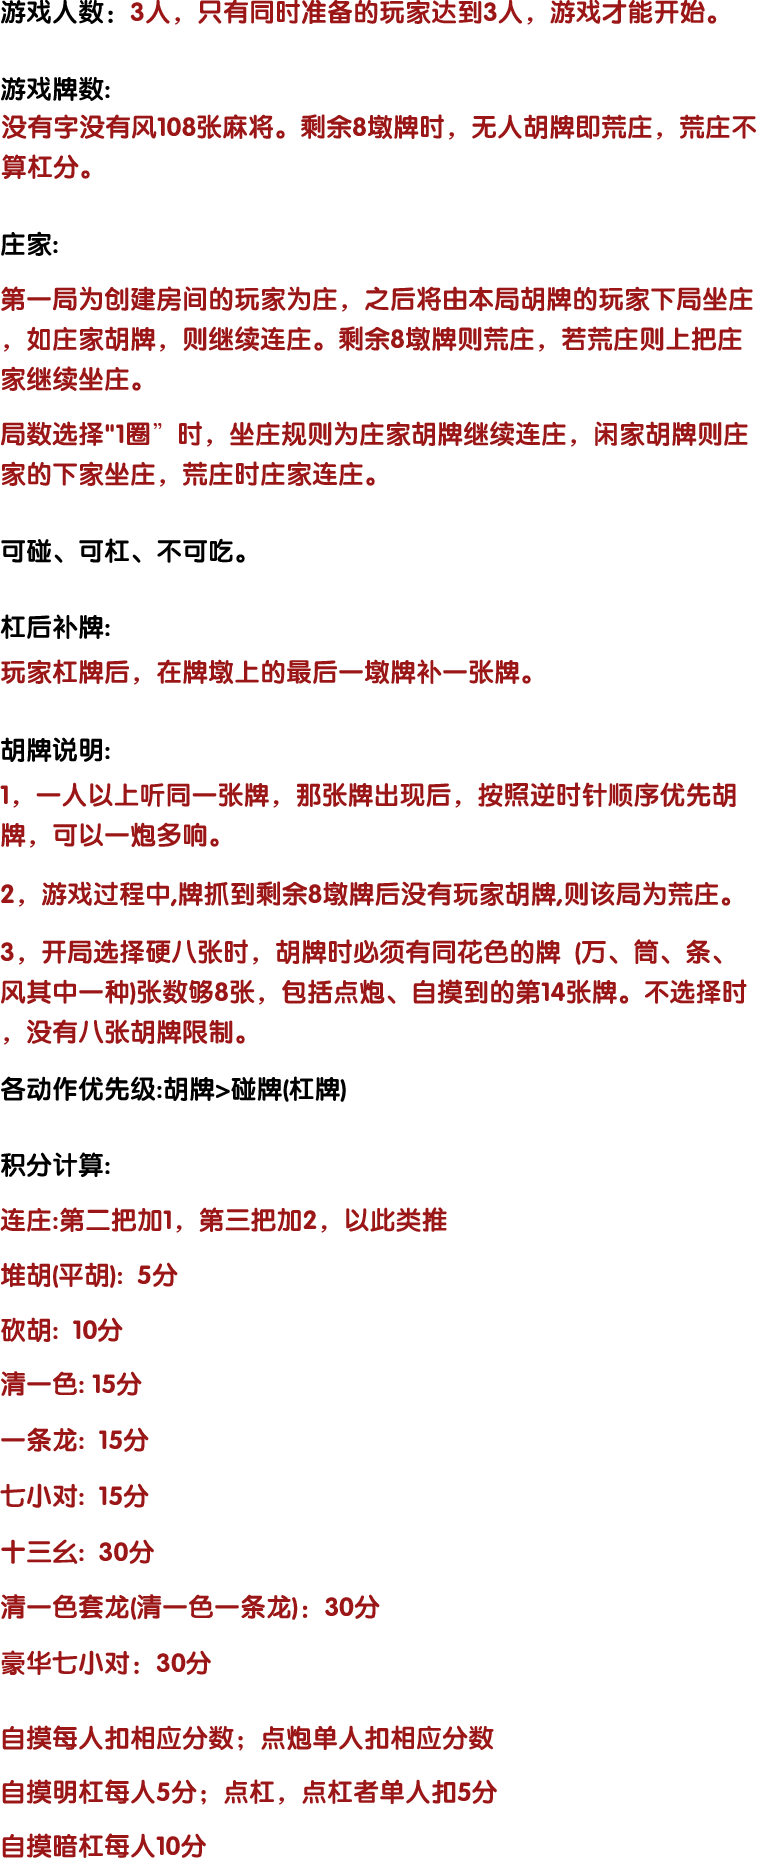 游戏人数：3人，只有同时准备的玩家达到3人，游戏才能开始。
游戏牌数:
没有字没有风108张麻将。剩余8墩牌时，无人胡牌即荒庄，荒庄不
算杠分。
庄家:
第一局为创建房间的玩家为庄，之后将由本局胡牌的玩家下局坐庄
，如庄家胡牌，则继续连庄。剩余8墩牌则荒庄，若荒庄则上把庄
家继续坐庄。
局数选择"1圈”时，坐庄规则为庄家胡牌继续连庄，闲家胡牌则庄
家的下家坐庄，荒庄时庄家连庄。
可碰、可杠、不可吃。
杠后补牌:
玩家杠牌后，在牌墩上的最后一墩牌补一张牌。
胡牌说明:
1，一人以上听同一张牌，那张牌出现后，按照逆时针顺序优先胡
牌，可以一炮多响。
2，游戏过程中,牌抓到剩余8墩牌后没有玩家胡牌,则该局为荒庄。
3，开局选择硬八张时，胡牌时必须有同花色的牌 (万、筒、条、
风其中一种)张数够8张，包括点炮、自摸到的第14张牌。不选择时
，没有八张胡牌限制。
各动作优先级:胡牌>碰牌(杠牌)
积分计算:
连庄:第二把加1，第三把加2，以此类推
堆胡(平胡): 5分
砍胡: 10分
清一色: 15分
一条龙: 15分
七小对: 15分
十三幺: 30分
清一色套龙(清一色一条龙)：30分
豪华七小对：30分
自摸每人扣相应分数；点炮单人扣相应分数
自摸明杠每人5分；点杠，点杠者单人扣5分
自摸暗杠每人10分